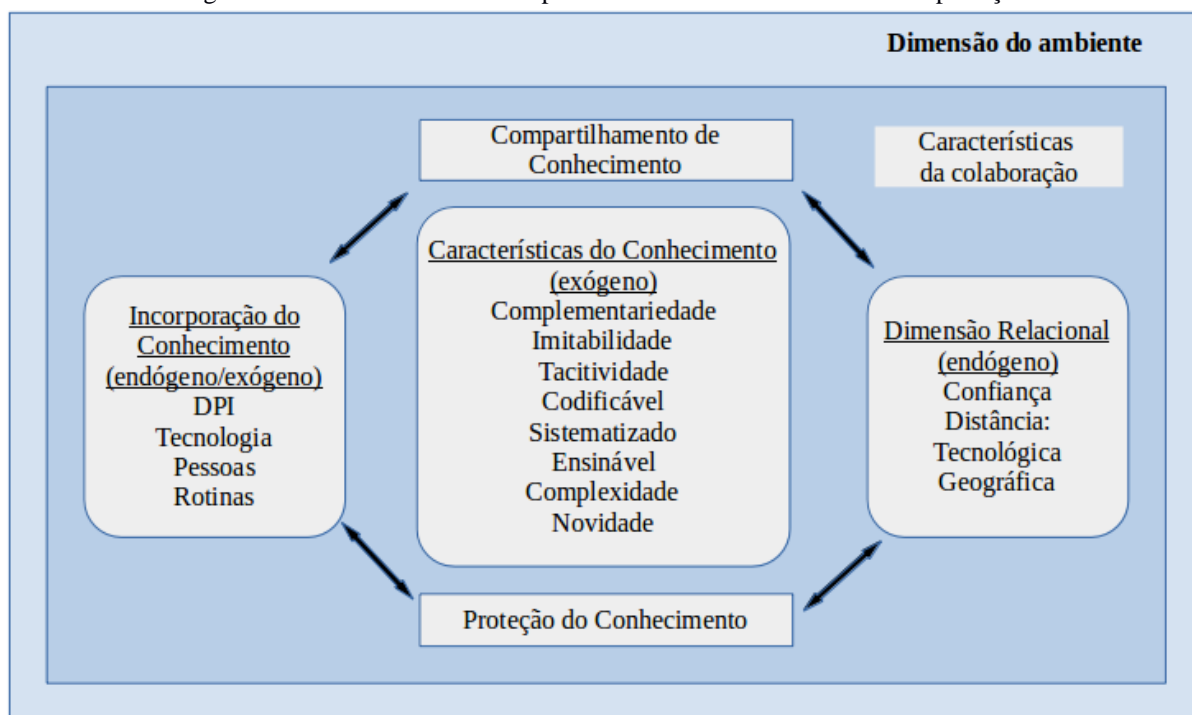 Dimensão do ambiente
Compartilhamento de
Conhecimento
Características
da colaboração
Características do Conhecimento
(exógeno)
Complementariedade
Imitabilidade
Tacitividade
Codificável
Sistematizado
Ensinável
Complexidade
Novidade
Incorporação do
Conhecimento
(endógeno/exógeno)
DPI
Tecnologia
Pessoas
Rotinas
Dimensão Relacional
(endógeno)
Confiança
Distância:
Tecnológica
Geográfica
Proteção do Conhecimento